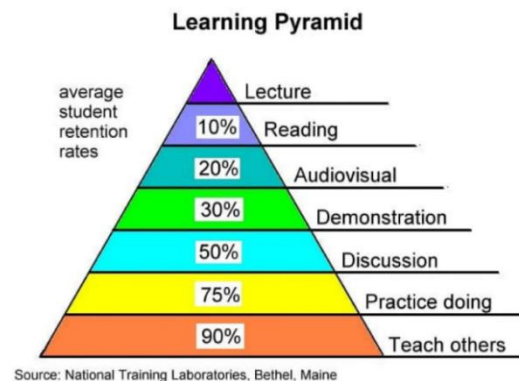 Learning Pyramid
average
student
retention
rates
Lecture
10%
Reading
20%
Audiovisual
30%
Demonstration
50%
Discussion
75%
Practice doing
90%
Teach others
Source: National Training Laboratories, Bethel, Maine